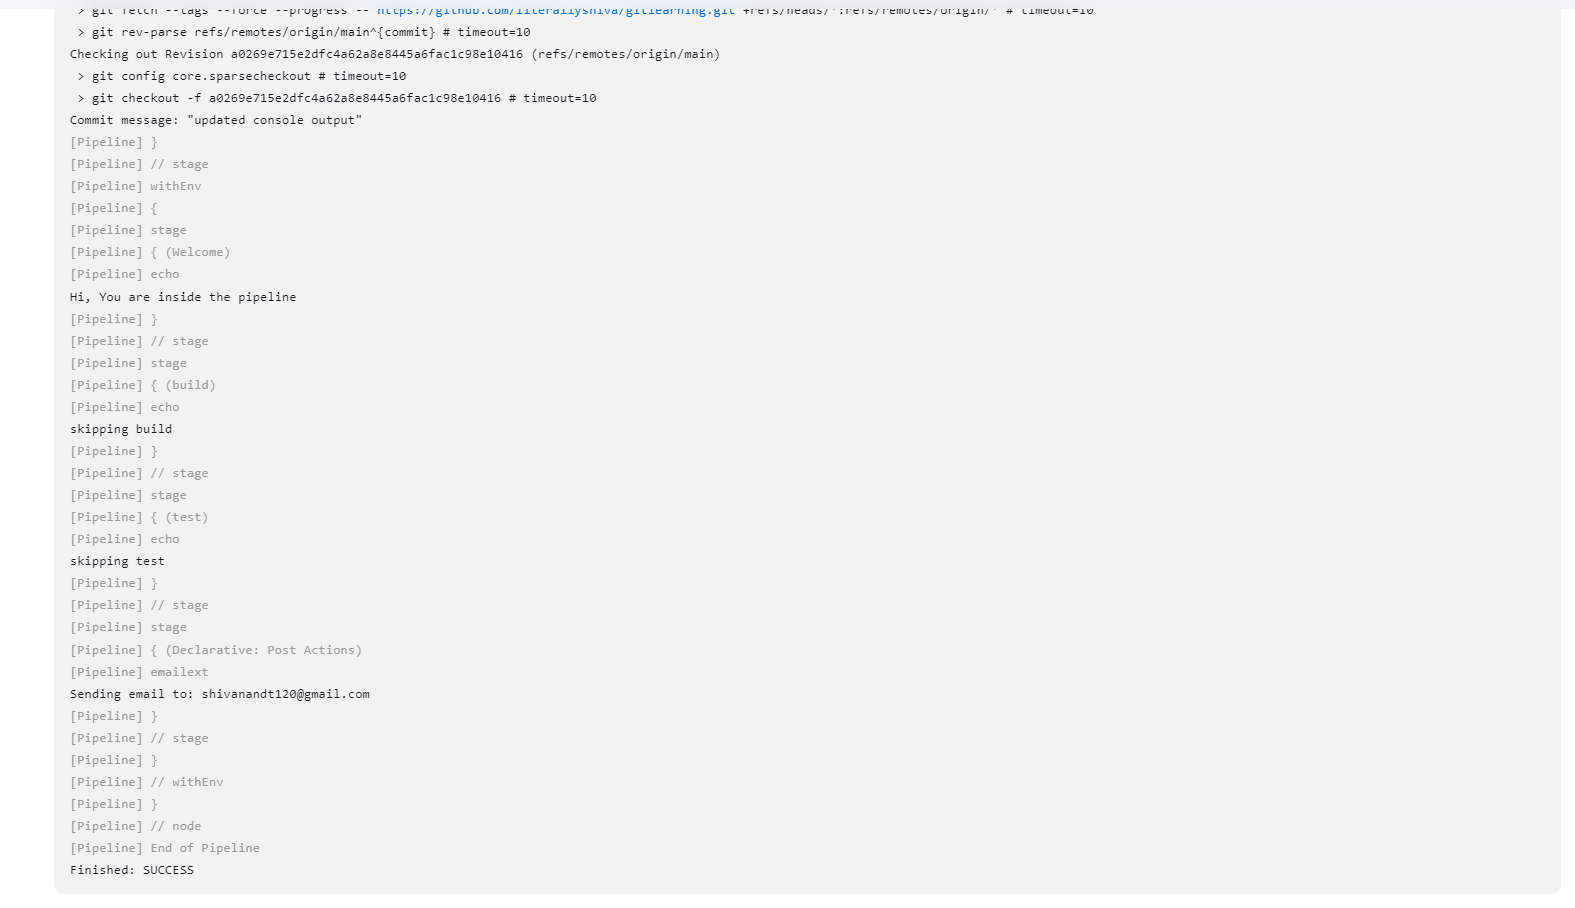 > git fetch --tags --force --progress -- https://github.com/literallyshiva/gitlearning.git +refs/heads/*:refs/remotes/origin/* # timeout=10
> git rev-parse refs/remotes/origin/main^{commit} # timeout=10
Checking out Revision a0269e715e2dfc4a62a8e8445a6fac1c98e10416 (refs/remotes/origin/main)
> git config core.sparsecheckout # timeout=10
> git checkout -f a0269e715e2dfc4a62a8e8445a6fac1c98e10416 # timeout=10
Commit message: "updated console output"
[Pipeline] }
[Pipeline] // stage
[Pipeline] withEnv
[Pipeline] {
[Pipeline] stage
[Pipeline] { (Welcome)
[Pipeline] echo
Hi, You are inside the pipeline
[Pipeline] }
[Pipeline] // stage
[Pipeline] stage
[Pipeline] { (build)
[Pipeline] echo
skipping build
[Pipeline] }
[Pipeline] // stage
[Pipeline] stage
[Pipeline] { (test)
[Pipeline] echo
skipping test
[Pipeline] }
[Pipeline] // stage
[Pipeline] stage
[Pipeline] { (Declarative: Post Actions)
[Pipeline] emailext
Sending email to: shivanandt120@gmail.com
[Pipeline] }
[Pipeline] // stage
[Pipeline] }
[Pipeline] // withEnv
[Pipeline] }
[Pipeline] // node
[Pipeline] End of Pipeline
Finished: SUCCESS